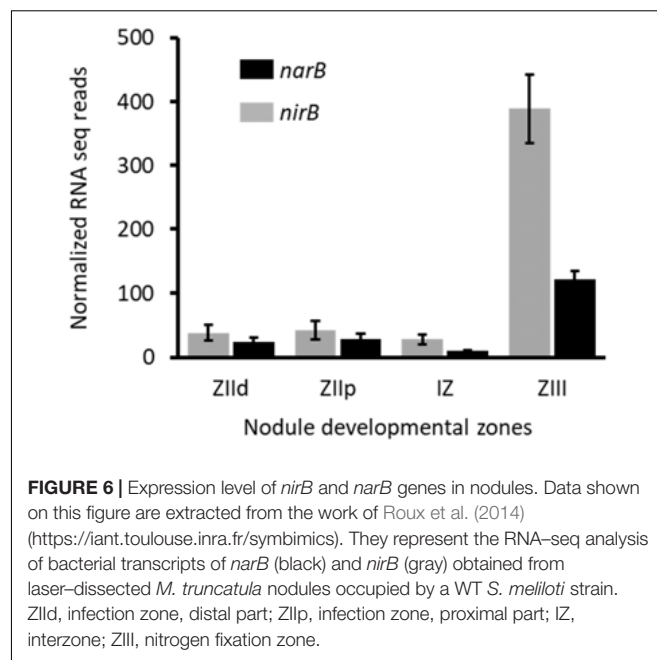 500
400
300
200
100
0
Normalized RNA seq reads
narB
nirB
ZIId
ZIIp
IZ
ZIII
Nodule developmental zones
FIGURE 6 | Expression level of nirB and narB genes in nodules. Data shown
on this figure are extracted from the work of Roux et al. (2014)
(https://iant.toulouse.inra.fr/symbimics). They represent the RNA–seq analysis
of bacterial transcripts of narB (black) and nirB (gray) obtained from
laser–dissected M. truncatula nodules occupied by a WT S. meliloti strain.
ZIId, infection zone, distal part; ZIIp, infection zone, proximal part; IZ,
interzone; ZIII, nitrogen fixation zone.